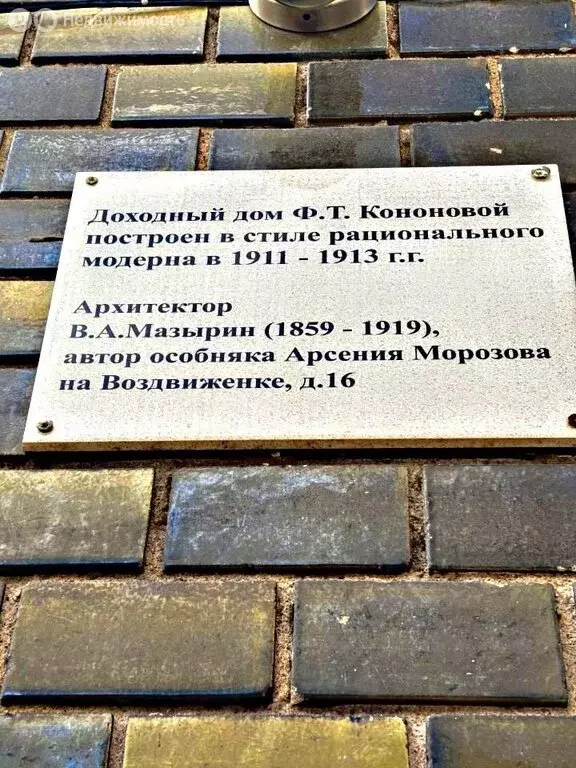 Недвижимость
Доходный дом Ф.Т. Кононовой
построен в стиле рационального
модерна в 1911 - 1913 г.г.
Архитектор
В.А.Мазырин (1859 - 1919),
автор особняка Арсения Морозова
на Воздвиженке, д.16